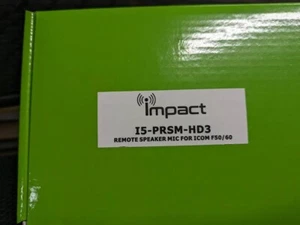 impact
I5-PRSM-HD3
REMOTE SPEAKER MIC FOR ICOM F50/60